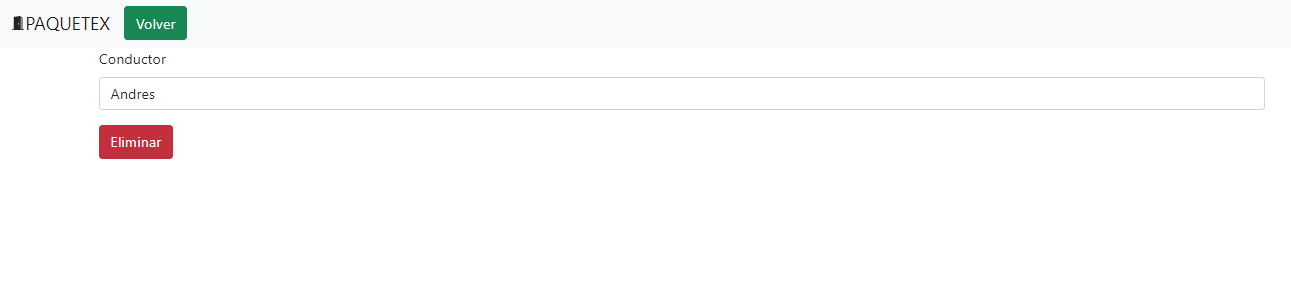 PAQUETEX Volver
Conductor
Andres
Eliminar